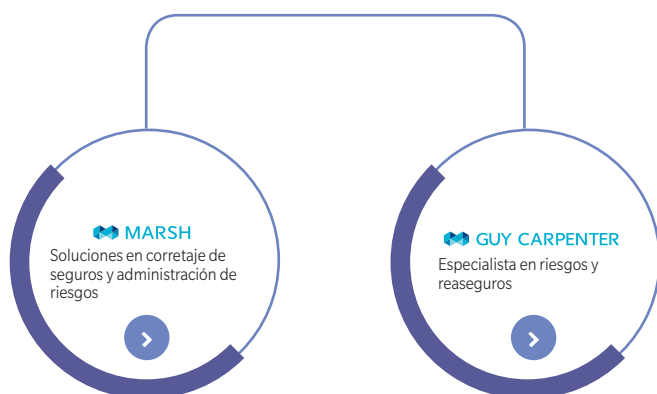 MARSH
Soluciones en corretaje de
seguros y administración de
riesgos
GUY CARPENTER
Especialista en riesgos y
reaseguros